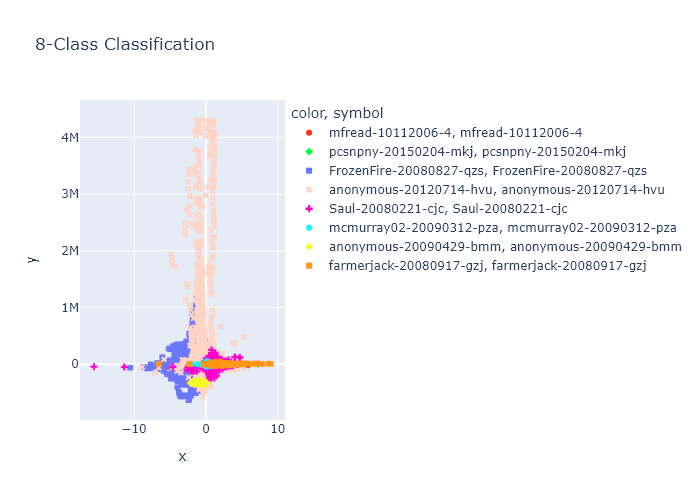 8-Class Classification
color, symbol
mfread-10112006-4, mfread-10112006-4
pcsnpny-20150204-mkj, pcsnpny-20150204-mkj
FrozenFire-20080827-qzs, FrozenFire-20080827-qzs
anonymous-20120714-hvu, anonymous-20120714-hvu
Saul-20080221-cjc, Saul-20080221-cjc
mcmurray02-20090312-pza, mcmurray02-20090312-pza
anonymous-20090429-bmm, anonymous-20090429-bmm
farmerjack-20080917-gzj, farmerjack-20080917-gzj
4M
3M
2M
1M
0
y
−10
0
10
x